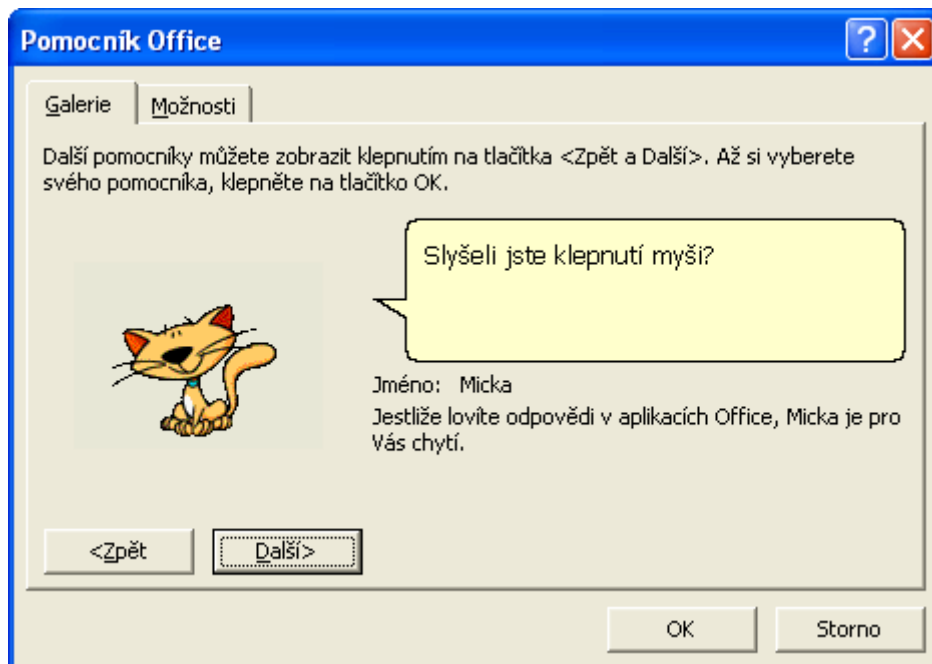 Pomocník Office
Galerie
Možnosti
Další pomocníky můžete zobrazit klepnutím na tlačítka <Zpět a Další>. Až si vyberete
svého pomocníka, klepněte na tlačítko OK.
Slyšeli jste klepnutí myši?
Jméno: Micka
Jestliže lovíte odpovědi v aplikacích Office, Micka je pro
Vás chytí.
<Zpět
Další>
OK
Storno